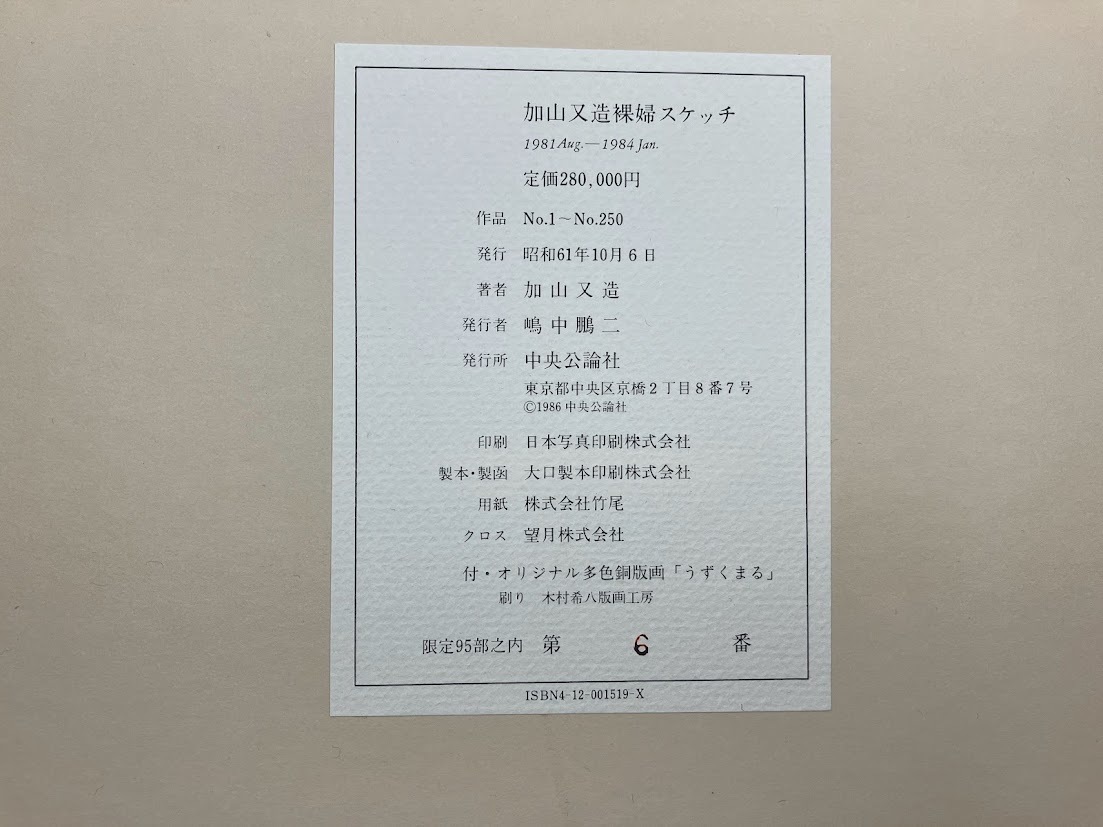 加山又造裸婦スケッチ
1981 Aug.—1984 Jan.
定価280,000円
作品 No.1～No.250
発行 昭和61年10月6日
著者 加山又造
発行者 嶋中鵬二
発行所 中央公論社
東京都中央区京橋2丁目8番7号
©1986 中央公論社
印刷 日本写真印刷株式会社
製本・製函 大口製本印刷株式会社
用紙 株式会社竹尾
クロス 望月株式会社
付・オリジナル多色銅版画「うずくまる」
刷り 木村希八版画工房
限定95部之内 第 6 番
ISBN4-12-001519-X